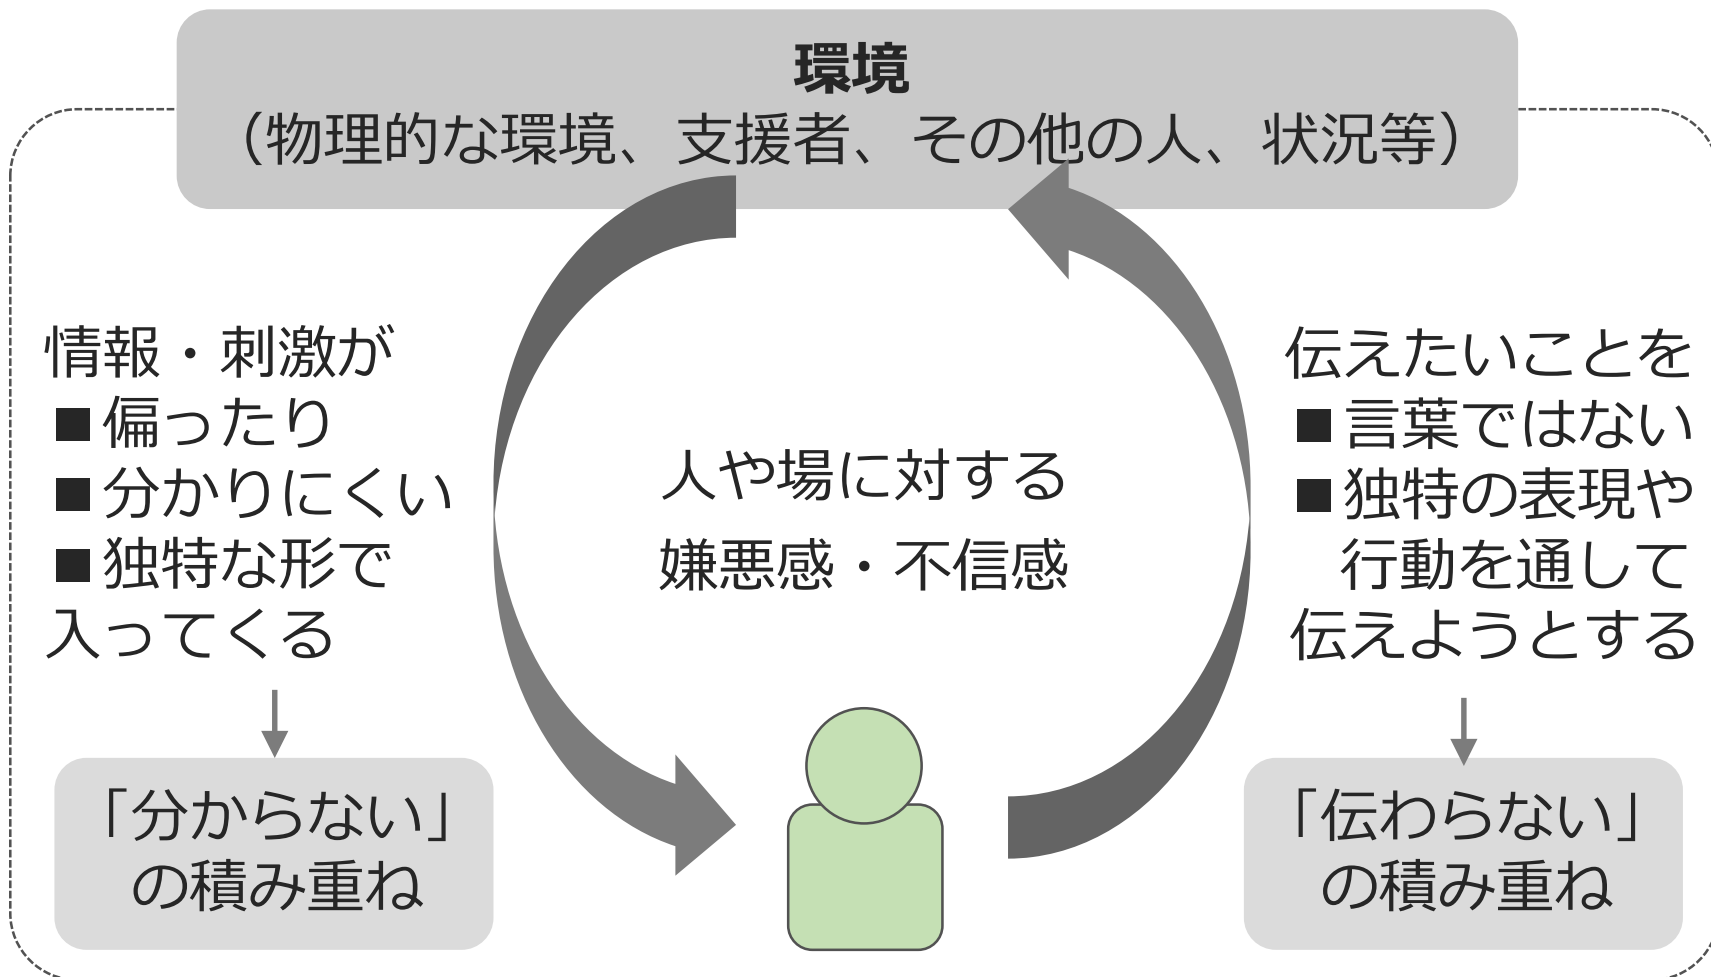 環境
（物理的な環境、支援者、その他の人、状況等）
情報・刺激が
■偏ったり
■分かりにくい
■独特な形で
入ってくる
「分からない」
の積み重ね
人や場に対する
嫌悪感・不信感
伝えたいことを
■言葉ではない
■独特の表現や
行動を通して
伝えようとする
「伝わらない」
の積み重ね